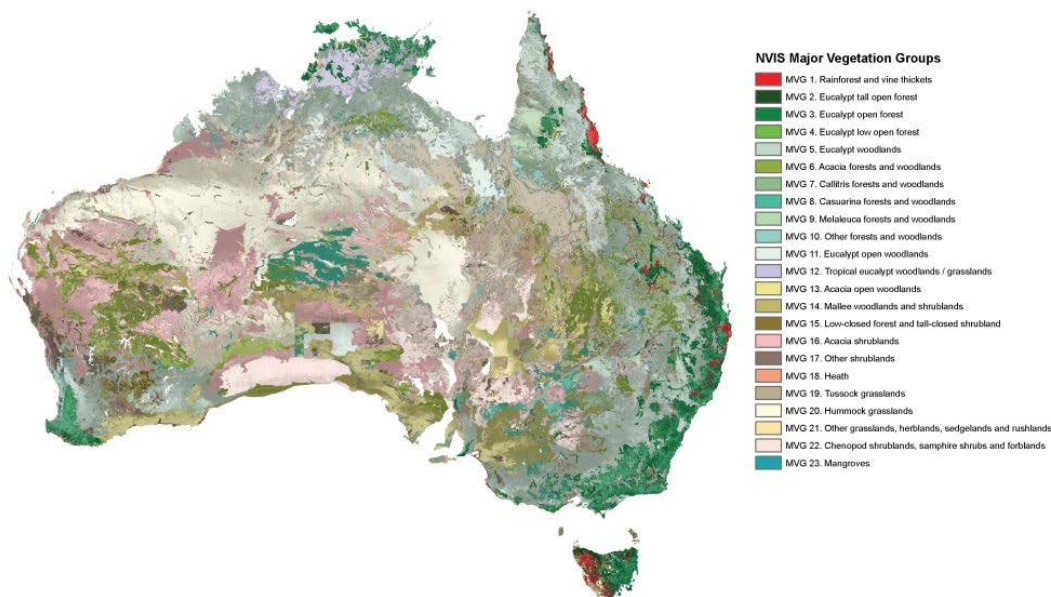 NVIS Major Vegetation Groups
MVG 1. Rainforest and vine thickets
MVG 2. Eucalypt tall open forest
MVG 3. Eucalypt open forest
MVG 4. Eucalypt low open forest
MVG 5. Eucalypt woodlands
MVG 6. Acacia forests and woodlands
MVG 7. Callitris forests and woodlands
MVG 8. Casuarina forests and woodlands
MVG 9. Melaleuca forests and woodlands
MVG 10. Other forests and woodlands
MVG 11. Eucalypt open woodlands
MVG 12. Tropical eucalypt woodlands / grasslands
MVG 13. Acacia open woodlands
MVG 14. Mallee woodlands and shrublands
MVG 15. Low-closed forest and tall-closed shrubland
MVG 16. Acacia shrublands
MVG 17. Other shrublands
MVG 18. Heath
MVG 19. Tussock grasslands
MVG 20. Hummock grasslands
MVG 21. Other grasslands, herblands, sedgelands and rushlands
MVG 22. Chenopod shrublands, samphire shrubs and forblands
MVG 23. Mangroves